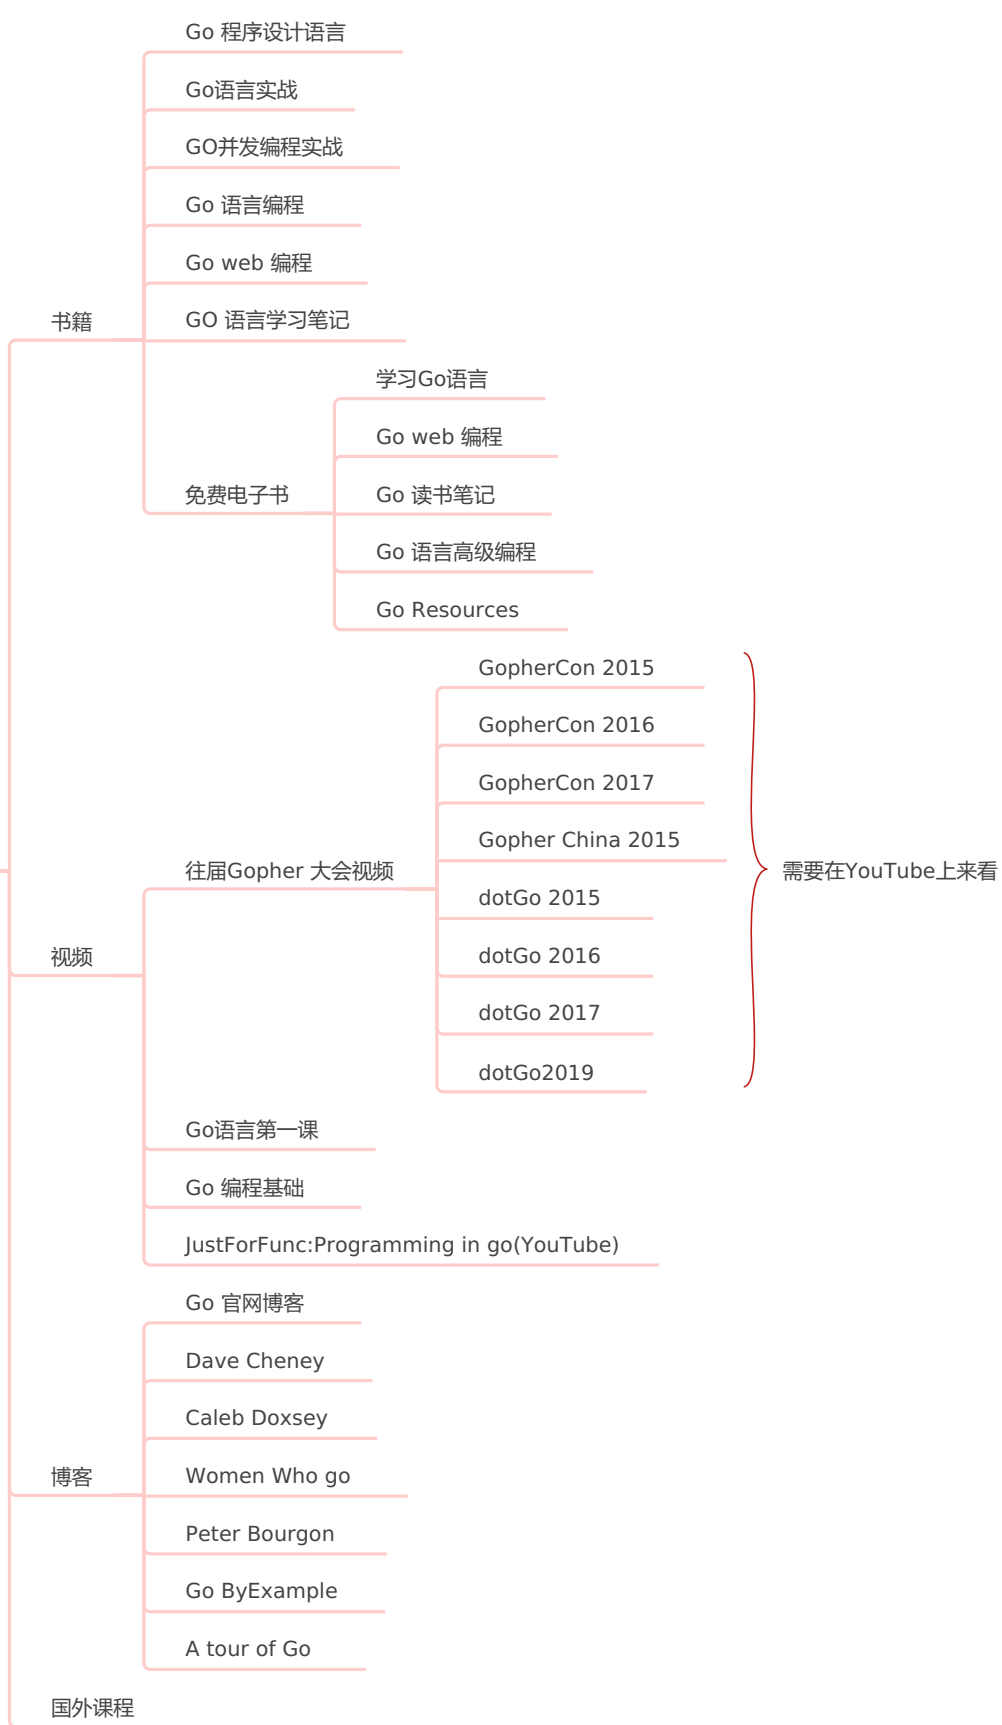 Go 程序设计语言
Go语言实战
GO并发编程实战
Go 语言编程
Go web 编程
书籍
GO 语言学习笔记
学习Go语言
Go web 编程
免费电子书
Go 读书笔记
Go 语言高级编程
Go Resources
GopherCon 2015
GopherCon 2016
GopherCon 2017
Gopher China 2015
往届Gopher 大会视频
需要在YouTube上来看
dotGo 2015
视频
dotGo 2016
dotGo 2017
dotGo2019
Go语言第一课
Go 编程基础
JustForFunc:Programming in go(YouTube)
Go 官网博客
Dave Cheney
Caleb Doxsey
博客
Women Who go
Peter Bourgon
Go ByExample
A tour of Go
国外课程